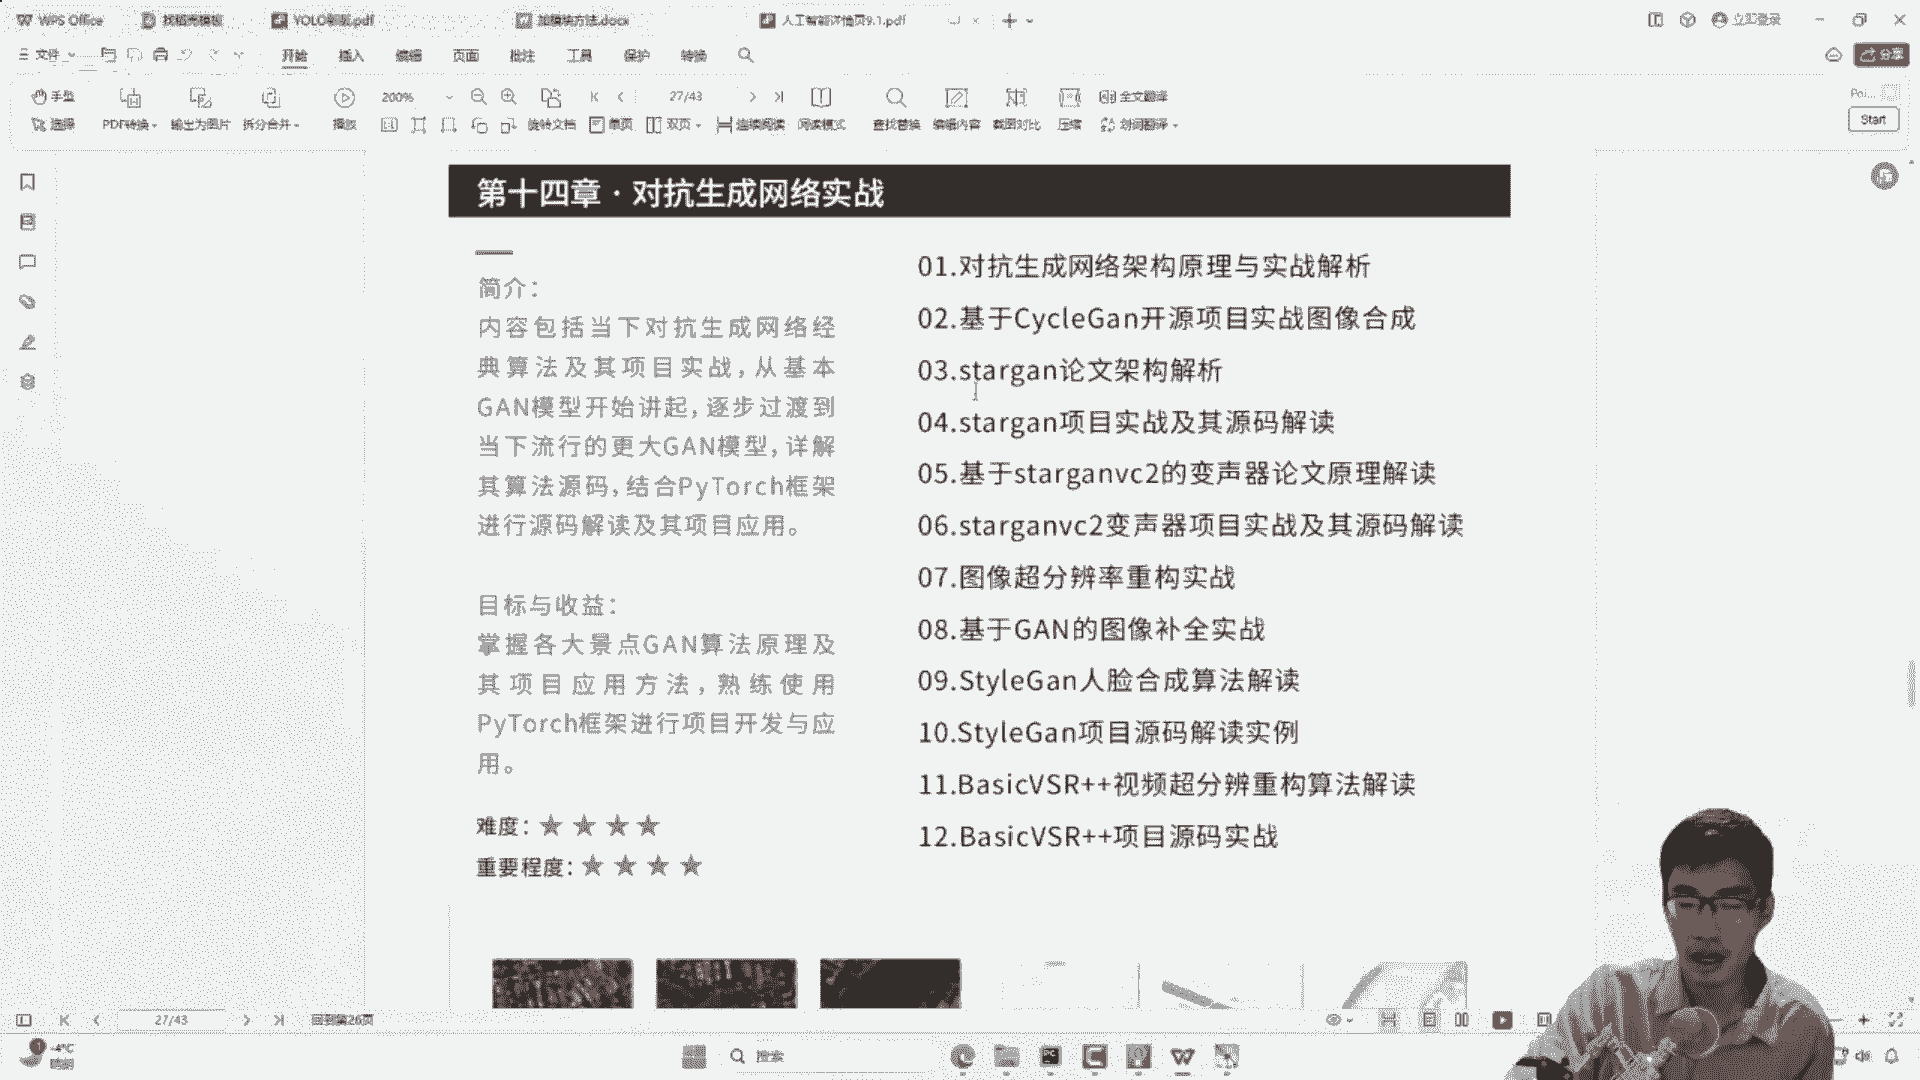 WPS Office
找稻壳模板
人工智能详情页9.1.pdf
立即登录
文件
开始
插入
编辑
页面
批注
工具
保护
转换
分享
手型
200%
27/43
全文翻译
选择
PDF转换
输出为图片
拆分合并
播放
旋转文档
单页
双页
连续阅读
阅读模式
查找替换
编辑内容
截图对比
压缩
划词翻译
Start
第十四章·对抗生成网络实战
简介：
内容包括当下对抗生成网络经
典算法及其项目实战，从基本
GAN模型开始讲起，逐步过渡到
当下流行的更大GAN模型，详解
其算法源码，结合PyTorch框架
进行源码解读及其项目应用。
目标与收益：
掌握各大景点GAN算法原理及
其项目应用方法，熟练使用
PyTorch框架进行项目开发与应
用。
难度：★★★★
重要程度：★★★★
01.对抗生成网络架构原理与实战解析
02.基于CycleGan开源项目实战图像合成
03.stargan论文架构解析
04.stargan项目实战及其源码解读
05.基于starganvc2的变声器论文原理解读
06.starganvc2变声器项目实战及其源码解读
07.图像超分辨率重构实战
08.基于GAN的图像补全实战
09.StyleGan人脸合成算法解读
10.StyleGan项目源码解读实例
11.BasicVSR++视频超分辨重构算法解读
12.BasicVSR++项目源码实战
27/43
回到第26页
-4°C
搜索